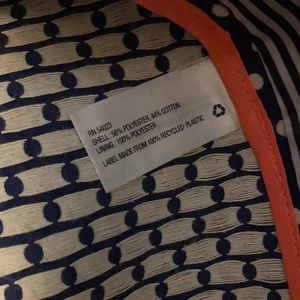 RN 54023
SHELL : 56% POLYESTER 44% COTTON
LINING : 100% POLYESTER
LABEL MADE FROM 100% RECYCLED PLASTIC